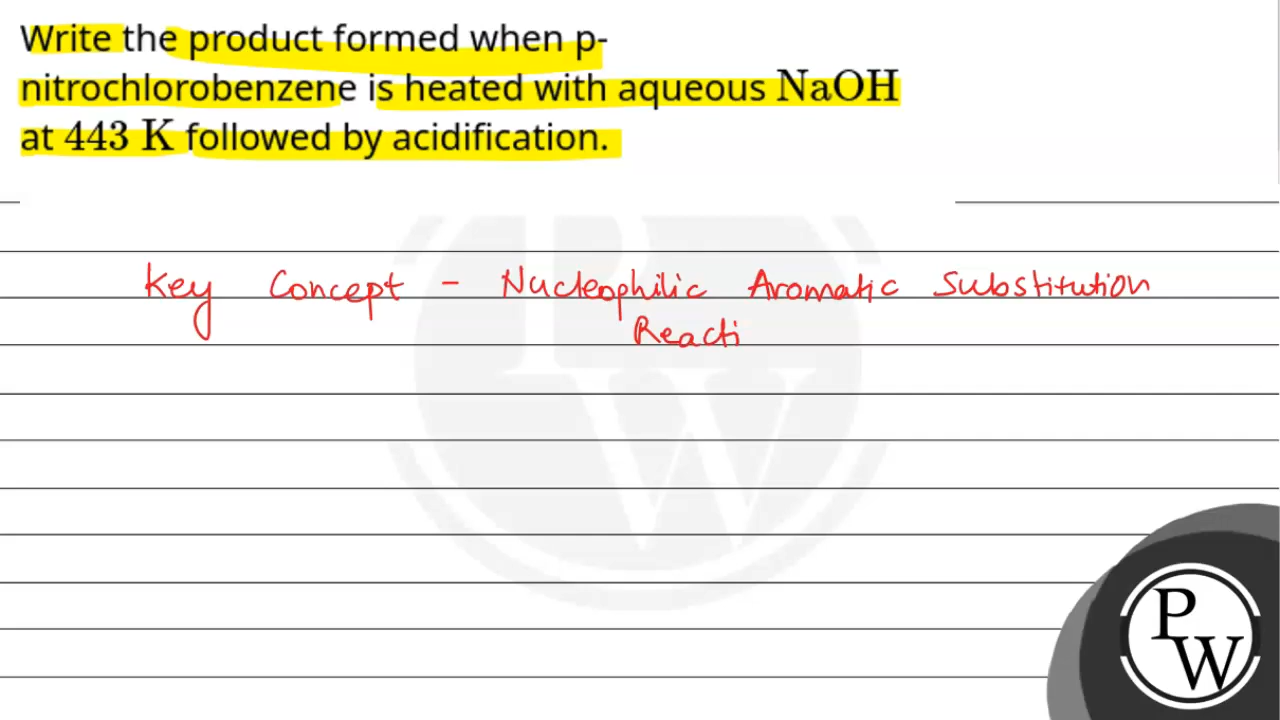 Write the product formed when p-
nitrochlorobenzene is heated with aqueous NaOH
at 443 K followed by acidification.
Key Concept - Nucleophilic Aromatic Substitution
Reacti
P
W